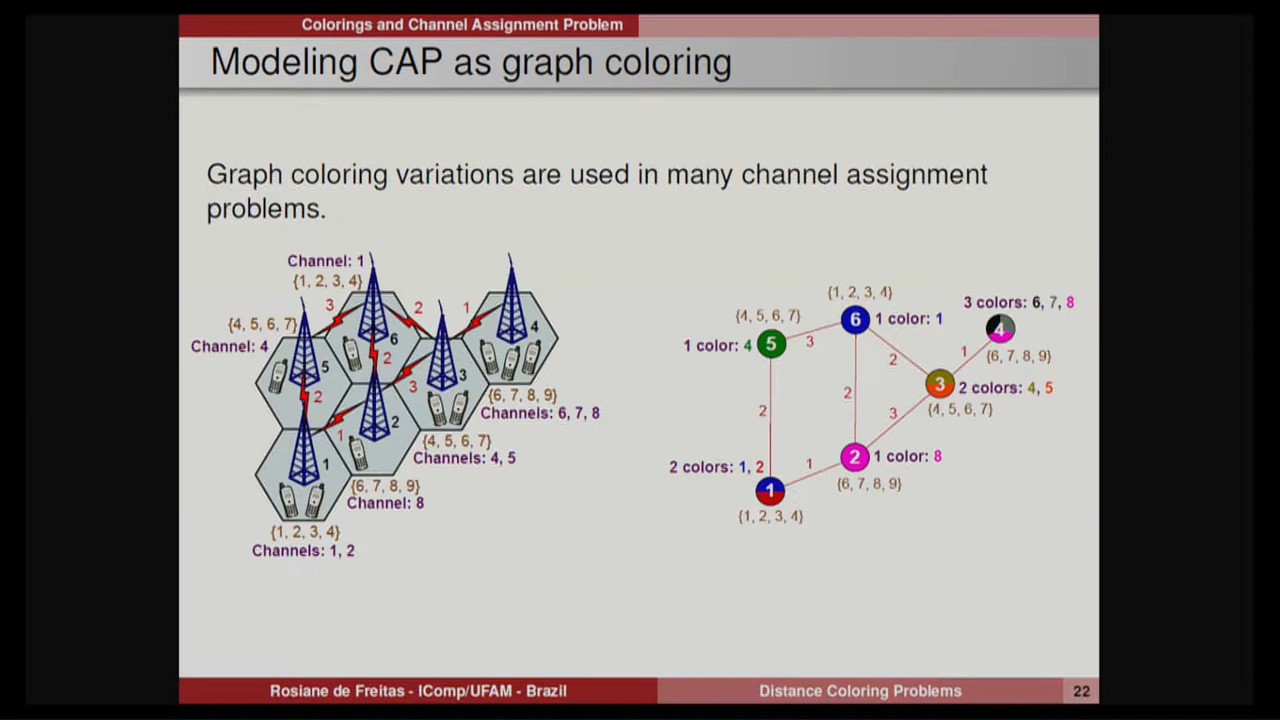 Colorings and Channel Assignment Problem
Modeling CAP as graph coloring
Graph coloring variations are used in many channel assignment
problems.
Channel: 1
{1, 2, 3, 4}
3
2
1
{4, 5, 6, 7}
Channel: 4
6
4
5
2
3
3
2
2
{6, 7, 8, 9}
Channels: 6, 7, 8
1
{4, 5, 6, 7}
Channels: 4, 5
1
{6, 7, 8, 9}
Channel: 8
{1, 2, 3, 4}
Channels: 1, 2
{1, 2, 3, 4}
3 colors: 6, 7, 8
{4, 5, 6, 7}
6
1 color: 1
4
1 color: 4
5
3
2
1
{6, 7, 8, 9}
3
2 colors: 4, 5
2
2
3
{4, 5, 6, 7}
2 colors: 1, 2
1
2
1 color: 8
1
{6, 7, 8, 9}
{1, 2, 3, 4}
Rosiane de Freitas - IComp/UFAM - Brazil
Distance Coloring Problems
22